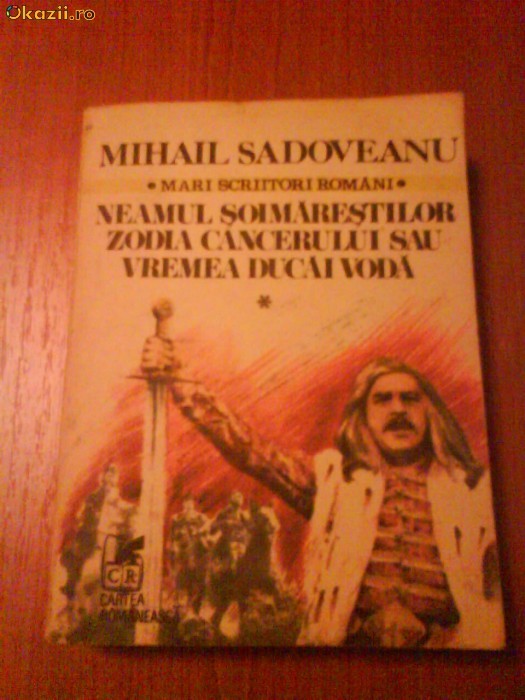 Okazii.ro
MIHAIL SADOVEANU
• MARI SCRIITORI ROMÂNI •
NEAMUL ŞOIMĂREŞTILOR
ZODIA CANCERULUI SAU
VREMEA DUCĂI VODĂ
*
CR
CARTEA
ROMÂNEASCĂ